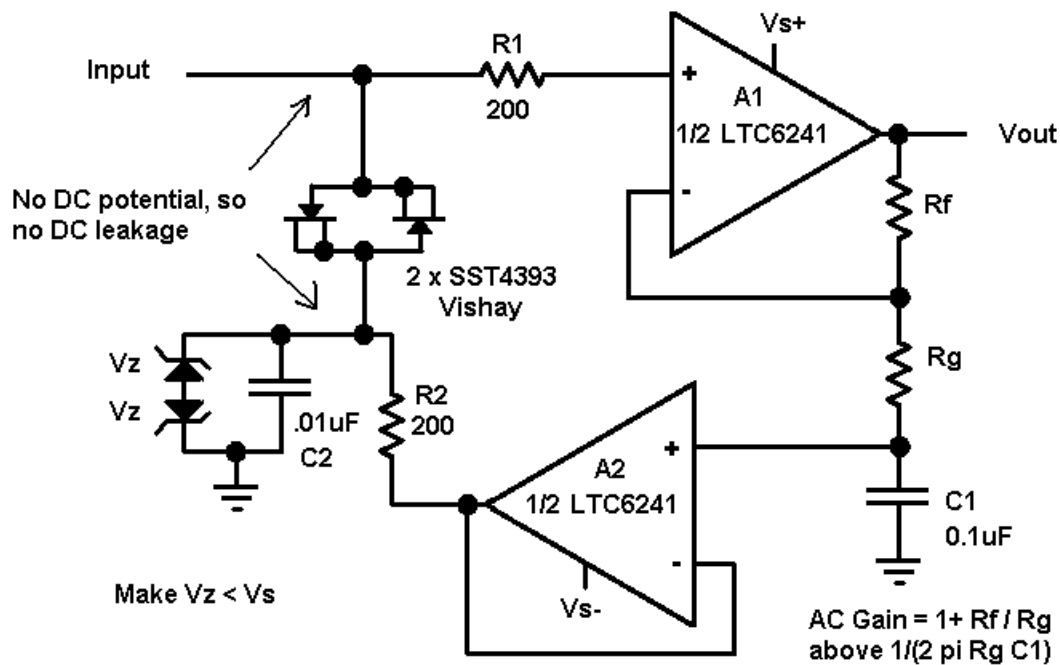 Vs+
R1
Input
200
+
A1
1/2 LTC6241
Vout
-
Rf
No DC potential, so
no DC leakage
2 x SST4393
Vishay
Rg
Vz
Vz
R2
200
.01uF
C2
+
A2
1/2 LTC6241
C1
0.1uF
-
Make Vz < Vs
Vs-
AC Gain = 1+ Rf / Rg
above 1/(2 pi Rg C1)